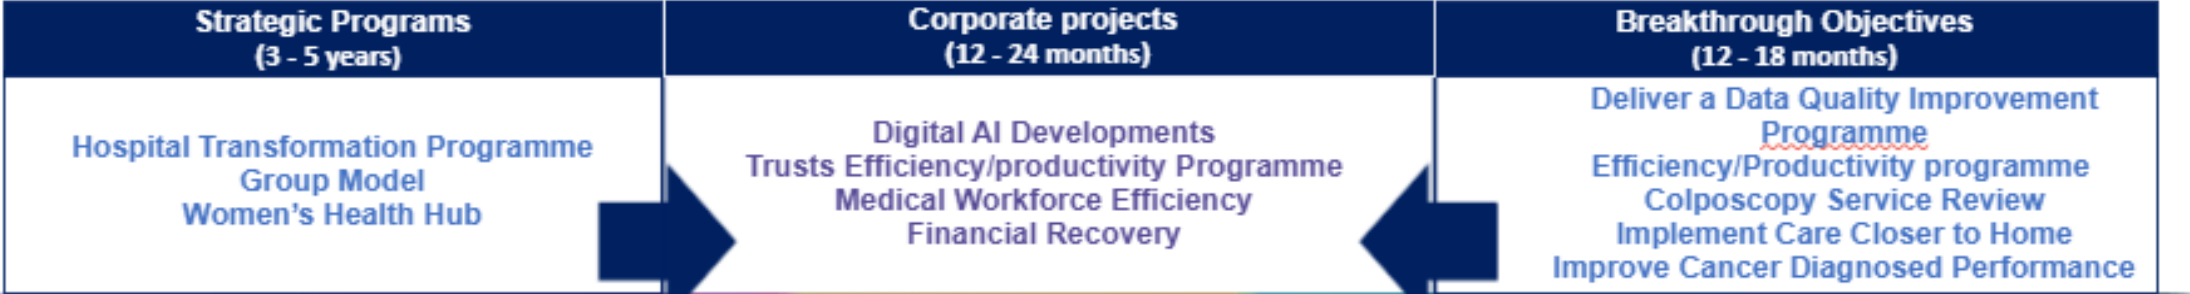 Strategic Programs
(3 - 5 years)
Hospital Transformation Programme
Group Model
Women’s Health Hub
Corporate projects
(12 - 24 months)
Digital AI Developments
Trusts Efficiency/productivity Programme
Medical Workforce Efficiency
Financial Recovery
Breakthrough Objectives
(12 - 18 months)
Deliver a Data Quality Improvement
Programme
Efficiency/Productivity programme
Colposcopy Service Review
Implement Care Closer to Home
Improve Cancer Diagnosed Performance